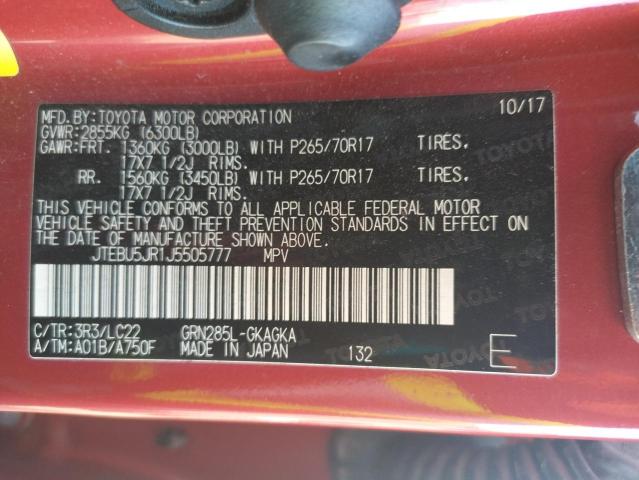 MFD.BY:TOYOTA MOTOR CORPORATION 10/17
GVWR:2855KG (6300LB)
GAWR:FRT. 1360KG (3000LB) WITH P265/70R17 TIRES,
17X7 1/2J RIMS.
RR. 1560KG (3450LB) WITH P265/70R17 TIRES,
17X7 1/2J RIMS.
THIS VEHICLE CONFORMS TO ALL APPLICABLE FEDERAL MOTOR
VEHICLE SAFETY AND THEFT PREVENTION STANDARDS IN EFFECT ON
THE DATE OF MANUFACTURE SHOWN ABOVE.
JTEBU5JR1J5505777 MPV
C/TR:3R3/LC22 GRN285L-GKAGKA
A/TM:A01B/A750F MADE IN JAPAN 132 E